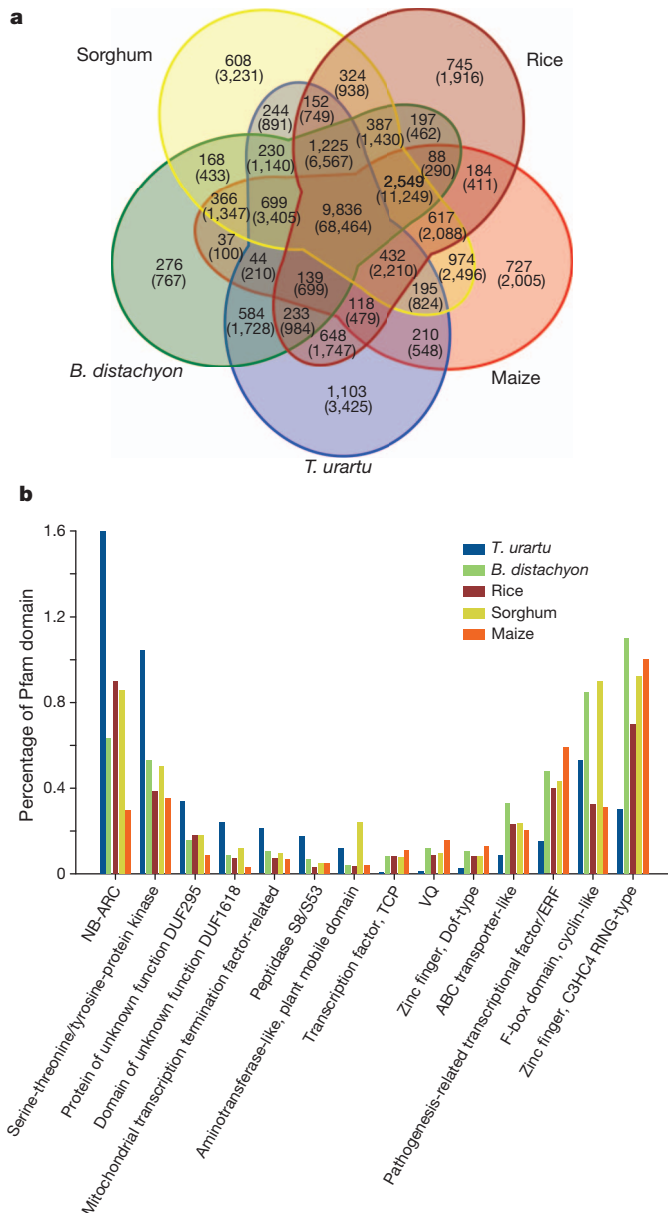 a
Sorghum
Rice
608
(3,231)
745
(1,916)
324
(938)
152
(749)
244
(891)
197
(462)
387
(1,430)
230
(1,140)
1,225
(6,567)
88
(290)
168
(433)
184
(411)
2,549
(11,249)
366
(1,347)
699
(3,405)
9,836
(68,464)
617
(2,088)
37
(100)
44
(210)
432
(2,210)
974
(2,496)
276
(767)
727
(2,005)
139
(699)
195
(824)
118
(479)
584
(1,728)
233
(984)
648
(1,747)
210
(548)
B. distachyon
Maize
1,103
(3,425)
T. urartu
b
Percentage of Pfam domain
1.6
1.2
0.8
0.4
0
T. urartu
B. distachyon
Rice
Sorghum
Maize
NB-ARC
Serine-threonine/tyrosine-protein kinase
Protein of unknown function DUF295
Domain of unknown function DUF1618
Mitochondrial transcription termination factor-related
Peptidase S8/S53
Aminotransferase-like, plant mobile domain
Transcription factor, TCP
VQ
Zinc finger, Dof-type
ABC transporter-like
Pathogenesis-related transcriptional factor/ERF
F-box domain, cyclin-like
Zinc finger, C3HC4 RING-type